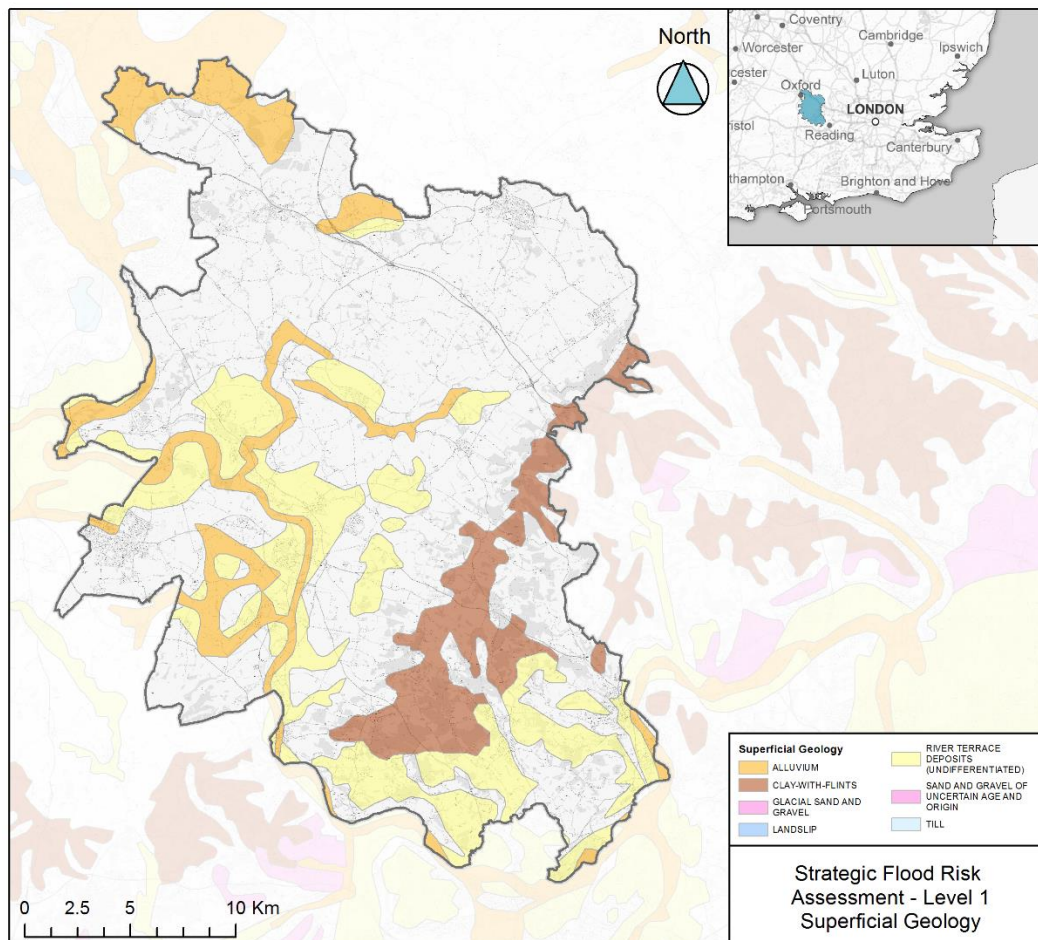 North
Coventry
Worcester
Cambridge
Ipswich
cester
Luton
Oxford
LONDON
ristol
Reading
Canterbury
thampton
Brighton and Hove
Portsmouth
Superficial Geology
ALLUVIUM
CLAY-WITH-FLINTS
GLACIAL SAND AND
GRAVEL
LANDSLIP
RIVER TERRACE
DEPOSITS
(UNDIFFERENTIATED)
SAND AND GRAVEL OF
UNCERTAIN AGE AND
ORIGIN
TILL
Strategic Flood Risk
Assessment - Level 1
Superficial Geology
0 2.5 5 10 Km